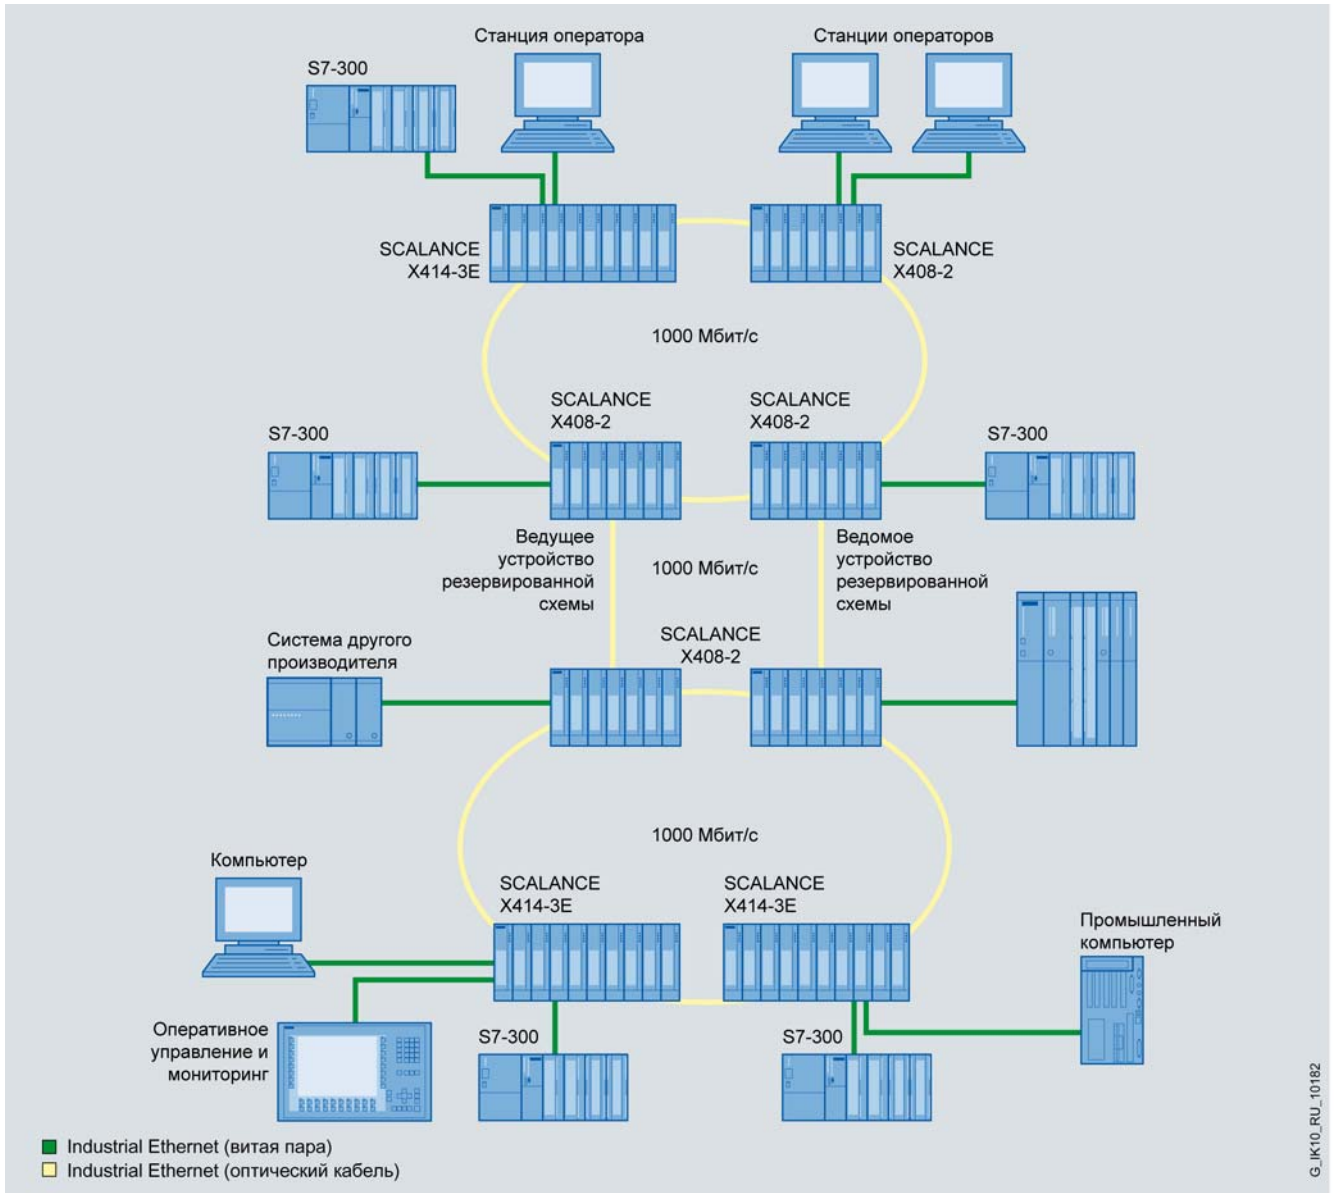 Станция оператора
Станции операторов
S7-300
SCALANCE
X414-3E
SCALANCE
X408-2
1000 Мбит/с
SCALANCE
X408-2
SCALANCE
X408-2
S7-300
S7-300
Ведущее
устройство
резервированной
схемы
1000 Мбит/с
Ведомое
устройство
резервированной
схемы
Система другого
производителя
SCALANCE
X408-2
1000 Мбит/с
Компьютер
SCALANCE
X414-3E
SCALANCE
X414-3E
Промышленный
компьютер
Оперативное
управление и
мониторинг
S7-300
S7-300
Industrial Ethernet (витая пара)
Industrial Ethernet (оптический кабель)
G_IK10_RU_10182